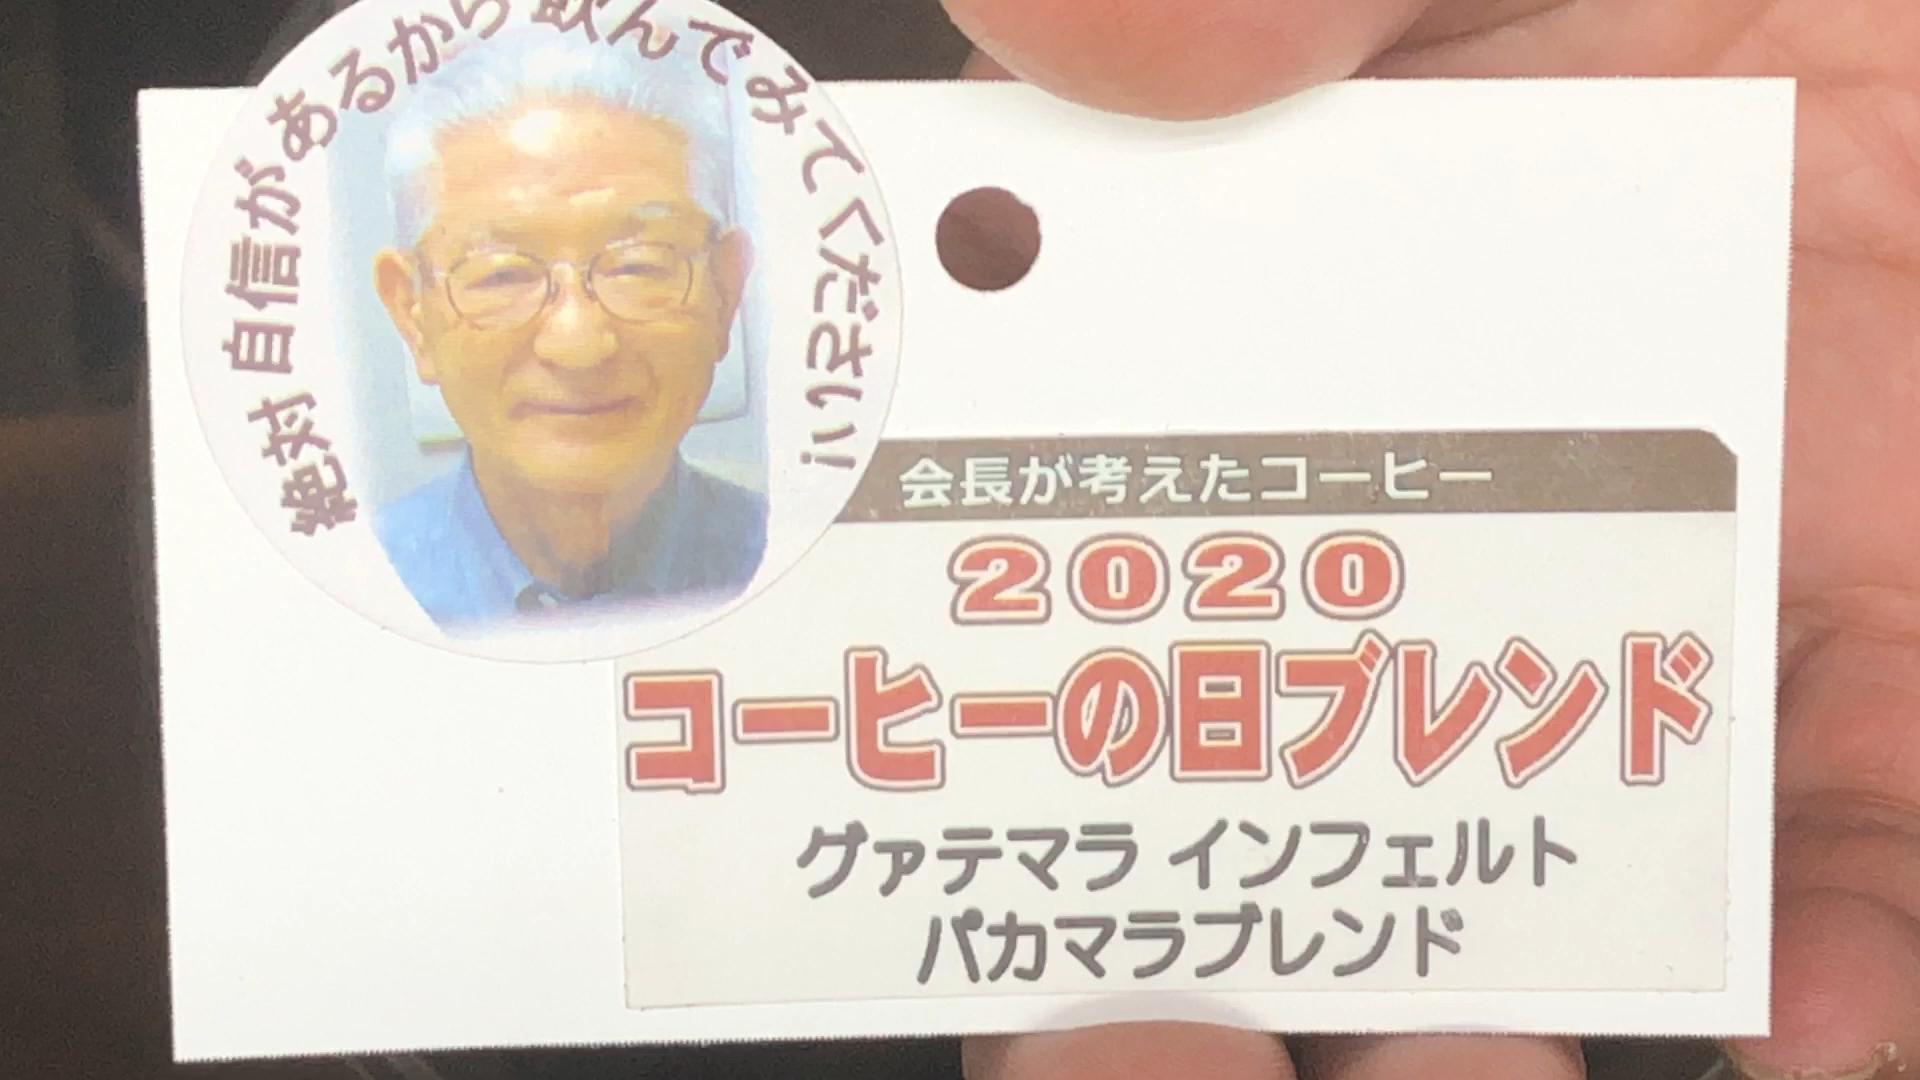 絶対自信があるから飲んでみてください!
会長が考えたコーヒー
2020
コーヒーの日ブレンド
グァテマラ インフェルト
パカマラブレンド